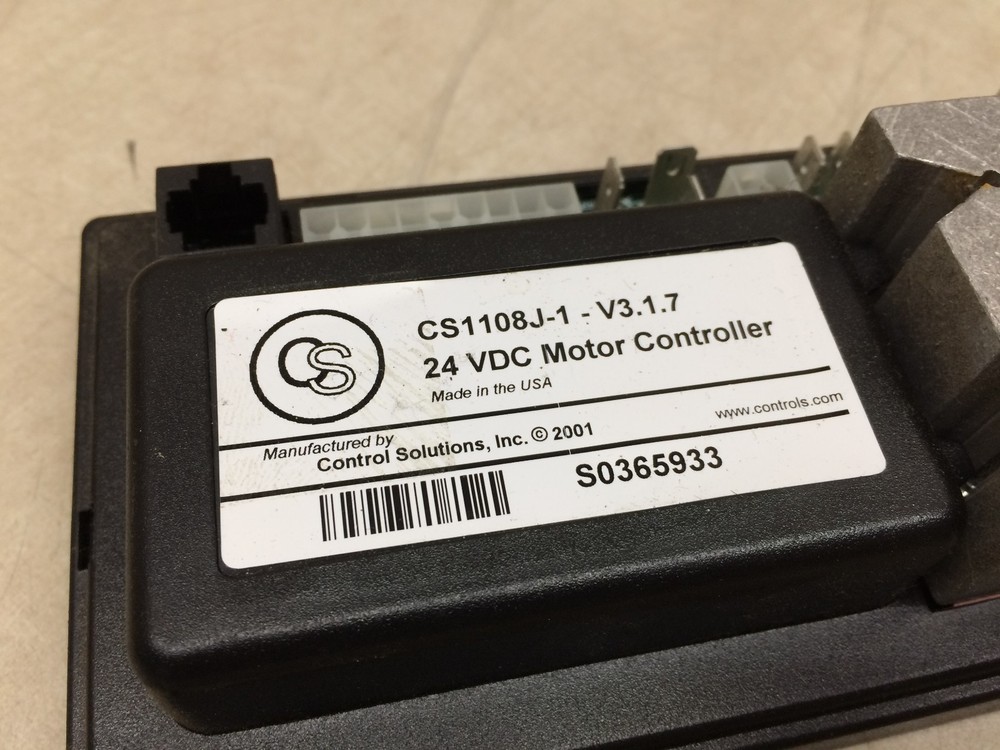 CS
CS1108J-1 - V3.1.7
24 VDC Motor Controller
Made in the USA
www.controls.com
Manufactured by
Control Solutions, Inc. © 2001
S0365933